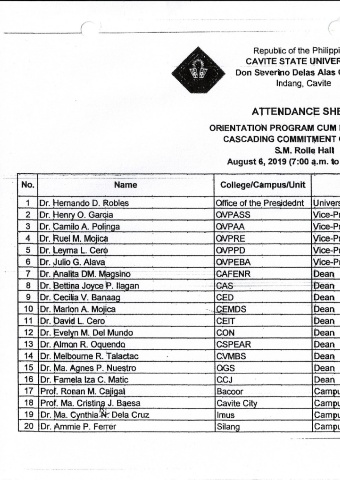 Republic of the Philippi
CAVITE STATE UNIVER
Don Severino Delas Alas
Indang, Cavite
ATTENDANCE SHE
ORIENTATION PROGRAM CUM
CASCADING COMMITMENT
S.M. Rolle Hall
August 6, 2019 (7:00 a.m. to
No. Name College/Campus/Unit
1 Dr. Hernando D. Robles Office of the Presidednt Univers
2 Dr. Henry O. Garcia OVPASS Vice-Pr
3 Dr. Camilo A. Polinga OVPAA Vice-Pr
4 Dr. Ruel M. Mojica OVPRE Vice-Pr
5 Dr. Leyma L. Cero OVPPD Vice-Pr
6 Dr. Julio G. Alava OVPEBA Vice-Pr
7 Dr. Analita DM. Magsino CAFENR Dean
8 Dr. Bettina Joyce P. Ilagan CAS Dean
9 Dr. Cecilia V. Banaag CED Dean
10 Dr. Marlon A. Mojica CEMDS Dean
11 Dr. David L. Cero CEIT Dean
12 Dr. Evelyn M. Del Mundo CON Dean
13 Dr. Almon R. Oquendo CSPEAR Dean
14 Dr. Melbourne R. Talactac CVMBS Dean
15 Dr. Ma. Agnes P. Nuestro OGS Dean
16 Dr. Famela Iza C. Matic CCJ Dean
17 Prof. Ronan M. Cajigal Bacoor Campu
18 Prof. Ma. Cristina J. Baesa Cavite City Campu
19 Dr. Ma. Cynthia N. Dela Cruz Imus Campu
20 Dr. Ammie P. Ferrer Silang Campu